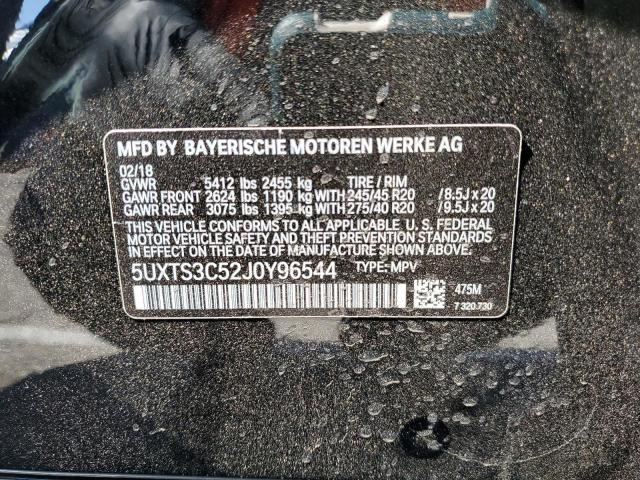 MFD BY BAYERISCHE MOTOREN WERKE AG
02/18
GVWR 5412 lbs 2455 kg TIRE / RIM
GAWR FRONT 2624 lbs 1190 kg WITH 245/45 R20 /8.5J x 20
GAWR REAR 3075 lbs 1395 kg WITH 275/40 R20 /9.5J x 20
THIS VEHICLE CONFORMS TO ALL APPLICABLE U. S. FEDERAL
MOTOR VEHICLE SAFETY, BUMPER, AND THEFT PREVENTION STANDARDS
IN EFFECT ON THE DATE OF MANUFACTURE SHOWN ABOVE.
5UXTS3C52J0Y96544 TYPE: MPV
475M
7 320 730